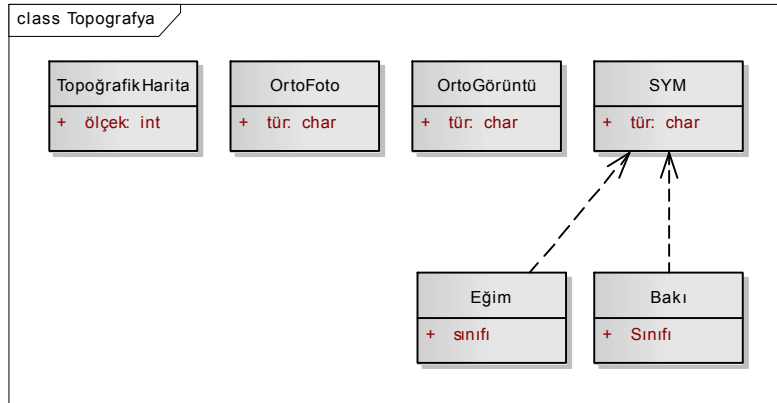 class Topografya
TopoğrafikHarita
+ ölçek: int
OrtoFoto
+ tür: char
OrtoGörüntü
+ tür: char
SYM
+ tür: char
Eğim
+ sınıfı
Bakı
+ Sınıfı